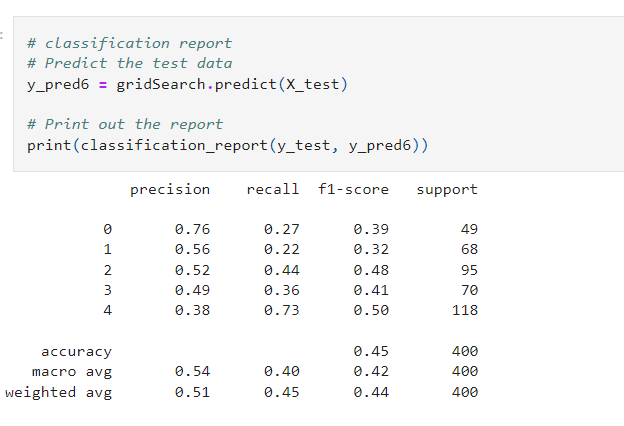 :
# classification report
# Predict the test data
y_pred6 = gridSearch.predict(X_test)
# Print out the report
print(classification_report(y_test, y_pred6))
precision recall f1-score support
0 0.76 0.27 0.39 49
1 0.56 0.22 0.32 68
2 0.52 0.44 0.48 95
3 0.49 0.36 0.41 70
4 0.38 0.73 0.50 118
accuracy 0.45 400
macro avg 0.54 0.40 0.42 400
weighted avg 0.51 0.45 0.44 400